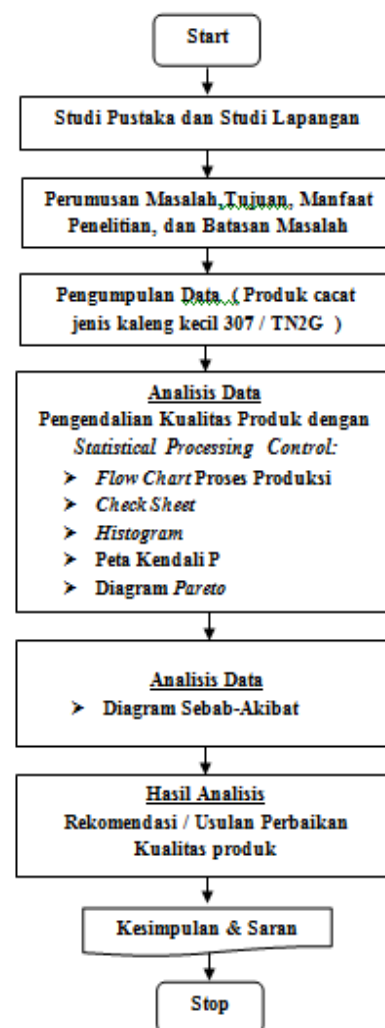 Start
Studi Pustaka dan Studi Lapangan
Perumusan Masalah,Tujuan, Manfaat
Penelitian, dan Batasan Masalah
Pengumpulan Data ( Produk cacat
jenis kaleng kecil 307 / TN2G )
Analisis Data
Pengendalian Kualitas Produk dengan
Statistical Processing Control:
➢ Flow Chart Proses Produksi
➢ Check Sheet
➢ Histogram
➢ Peta Kendali P
➢ Diagram Pareto
Analisis Data
➢ Diagram Sebab-Akibat
Hasil Analisis
Rekomendasi / Usulan Perbaikan
Kualitas produk
Kesimpulan & Saran
Stop